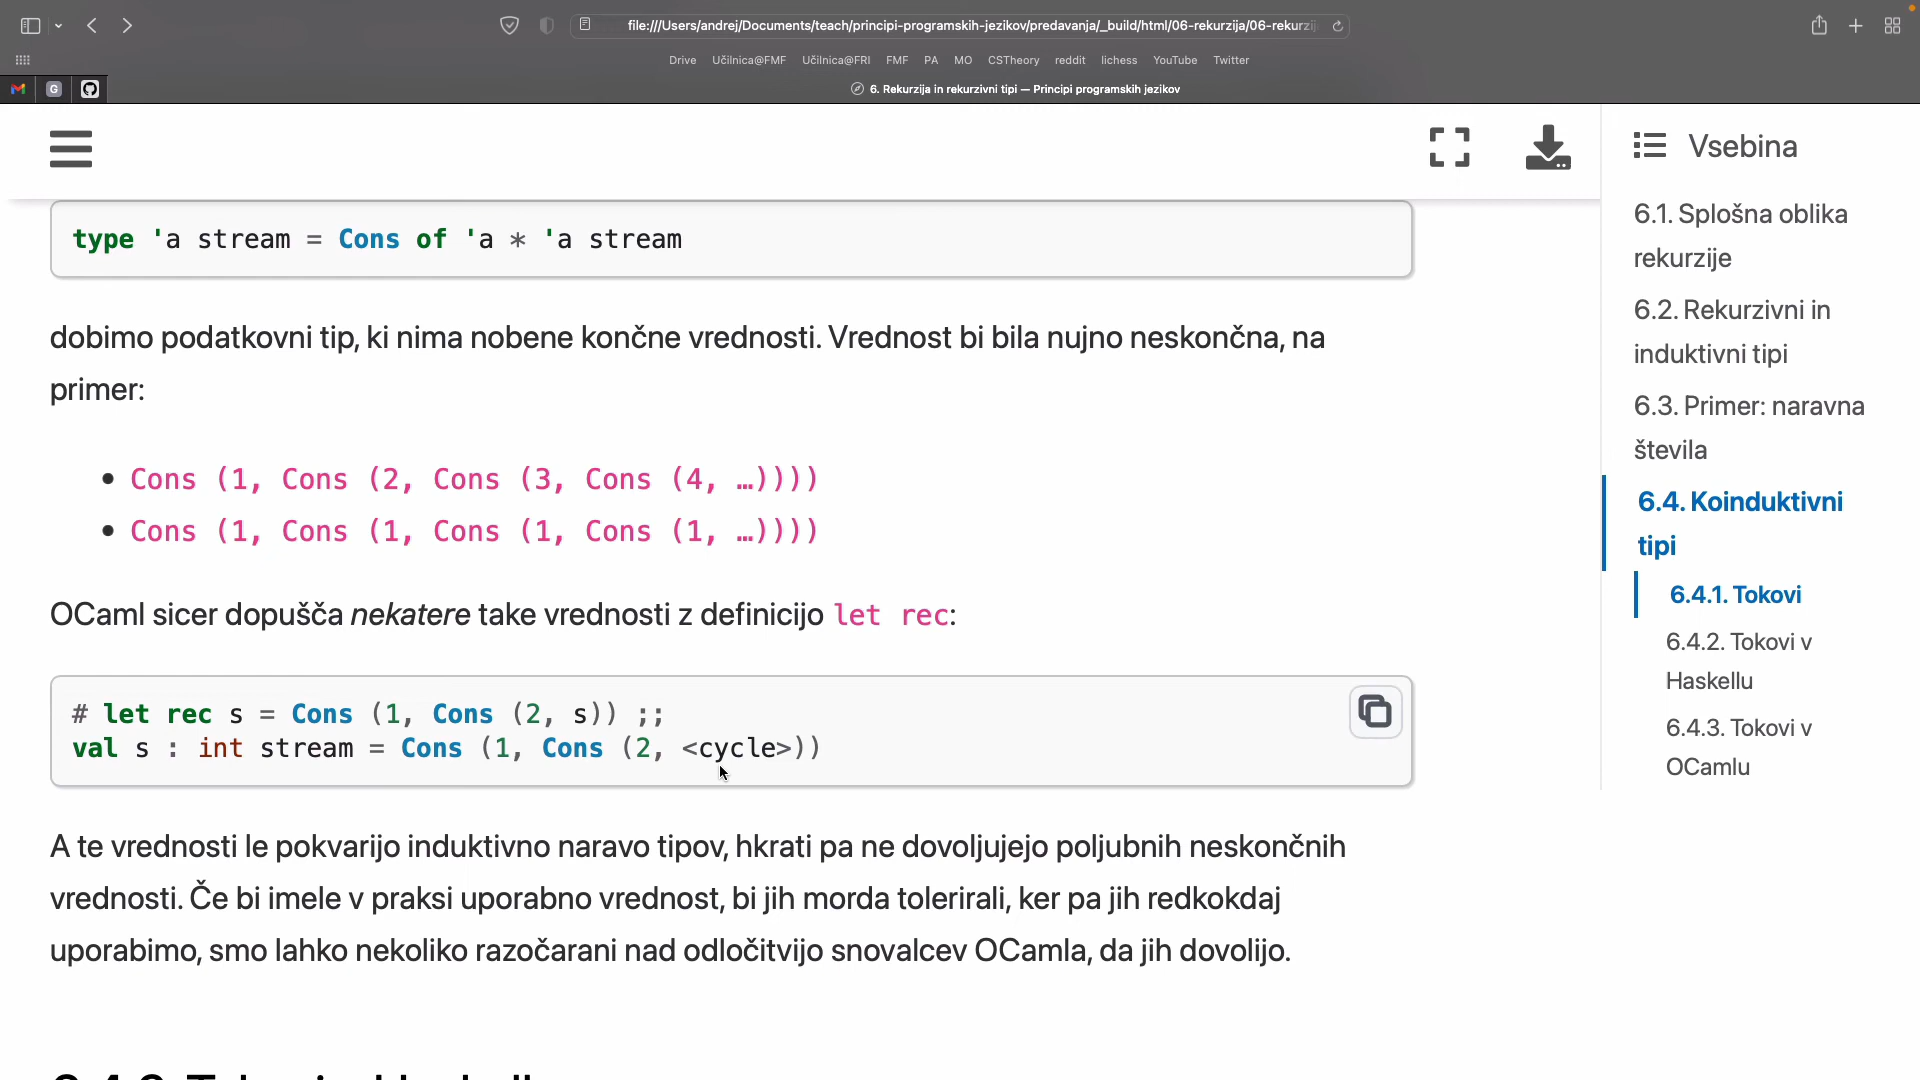 file:///Users/andrej/Documents/teach/principi-programskih-jezikov/predavanja/_build/html/06-rekurzija/06-rekurzij
Drive Učilnica@FMF Učilnica@FRI FMF PA MO CSTheory reddit lichess YouTube Twitter
G
6. Rekurzija in rekurzivni tipi — Principi programskih jezikov
type 'a stream = Cons of 'a * 'a stream
dobimo podatkovni tip, ki nima nobene končne vrednosti. Vrednost bi bila nujno neskončna, na
primer:
• Cons (1, Cons (2, Cons (3, Cons (4, …))))
• Cons (1, Cons (1, Cons (1, Cons (1, …))))
OCaml sicer dopušča nekatere take vrednosti z definicijo let rec:
# let rec s = Cons (1, Cons (2, s)) ;;
val s : int stream = Cons (1, Cons (2, <cycle>))
A te vrednosti le pokvarijo induktivno naravo tipov, hkrati pa ne dovoljujejo poljubnih neskončnih
vrednosti. Če bi imele v praksi uporabno vrednost, bi jih morda tolerirali, ker pa jih redkokdaj
uporabimo, smo lahko nekoliko razočarani nad odločitvijo snovalcev OCamla, da jih dovolijo.
Vsebina
6.1. Splošna oblika
rekurzije
6.2. Rekurzivni in
induktivni tipi
6.3. Primer: naravna
števila
6.4. Koinduktivni
tipi
6.4.1. Tokovi
6.4.2. Tokovi v
Haskellu
6.4.3. Tokovi v
OCamlu